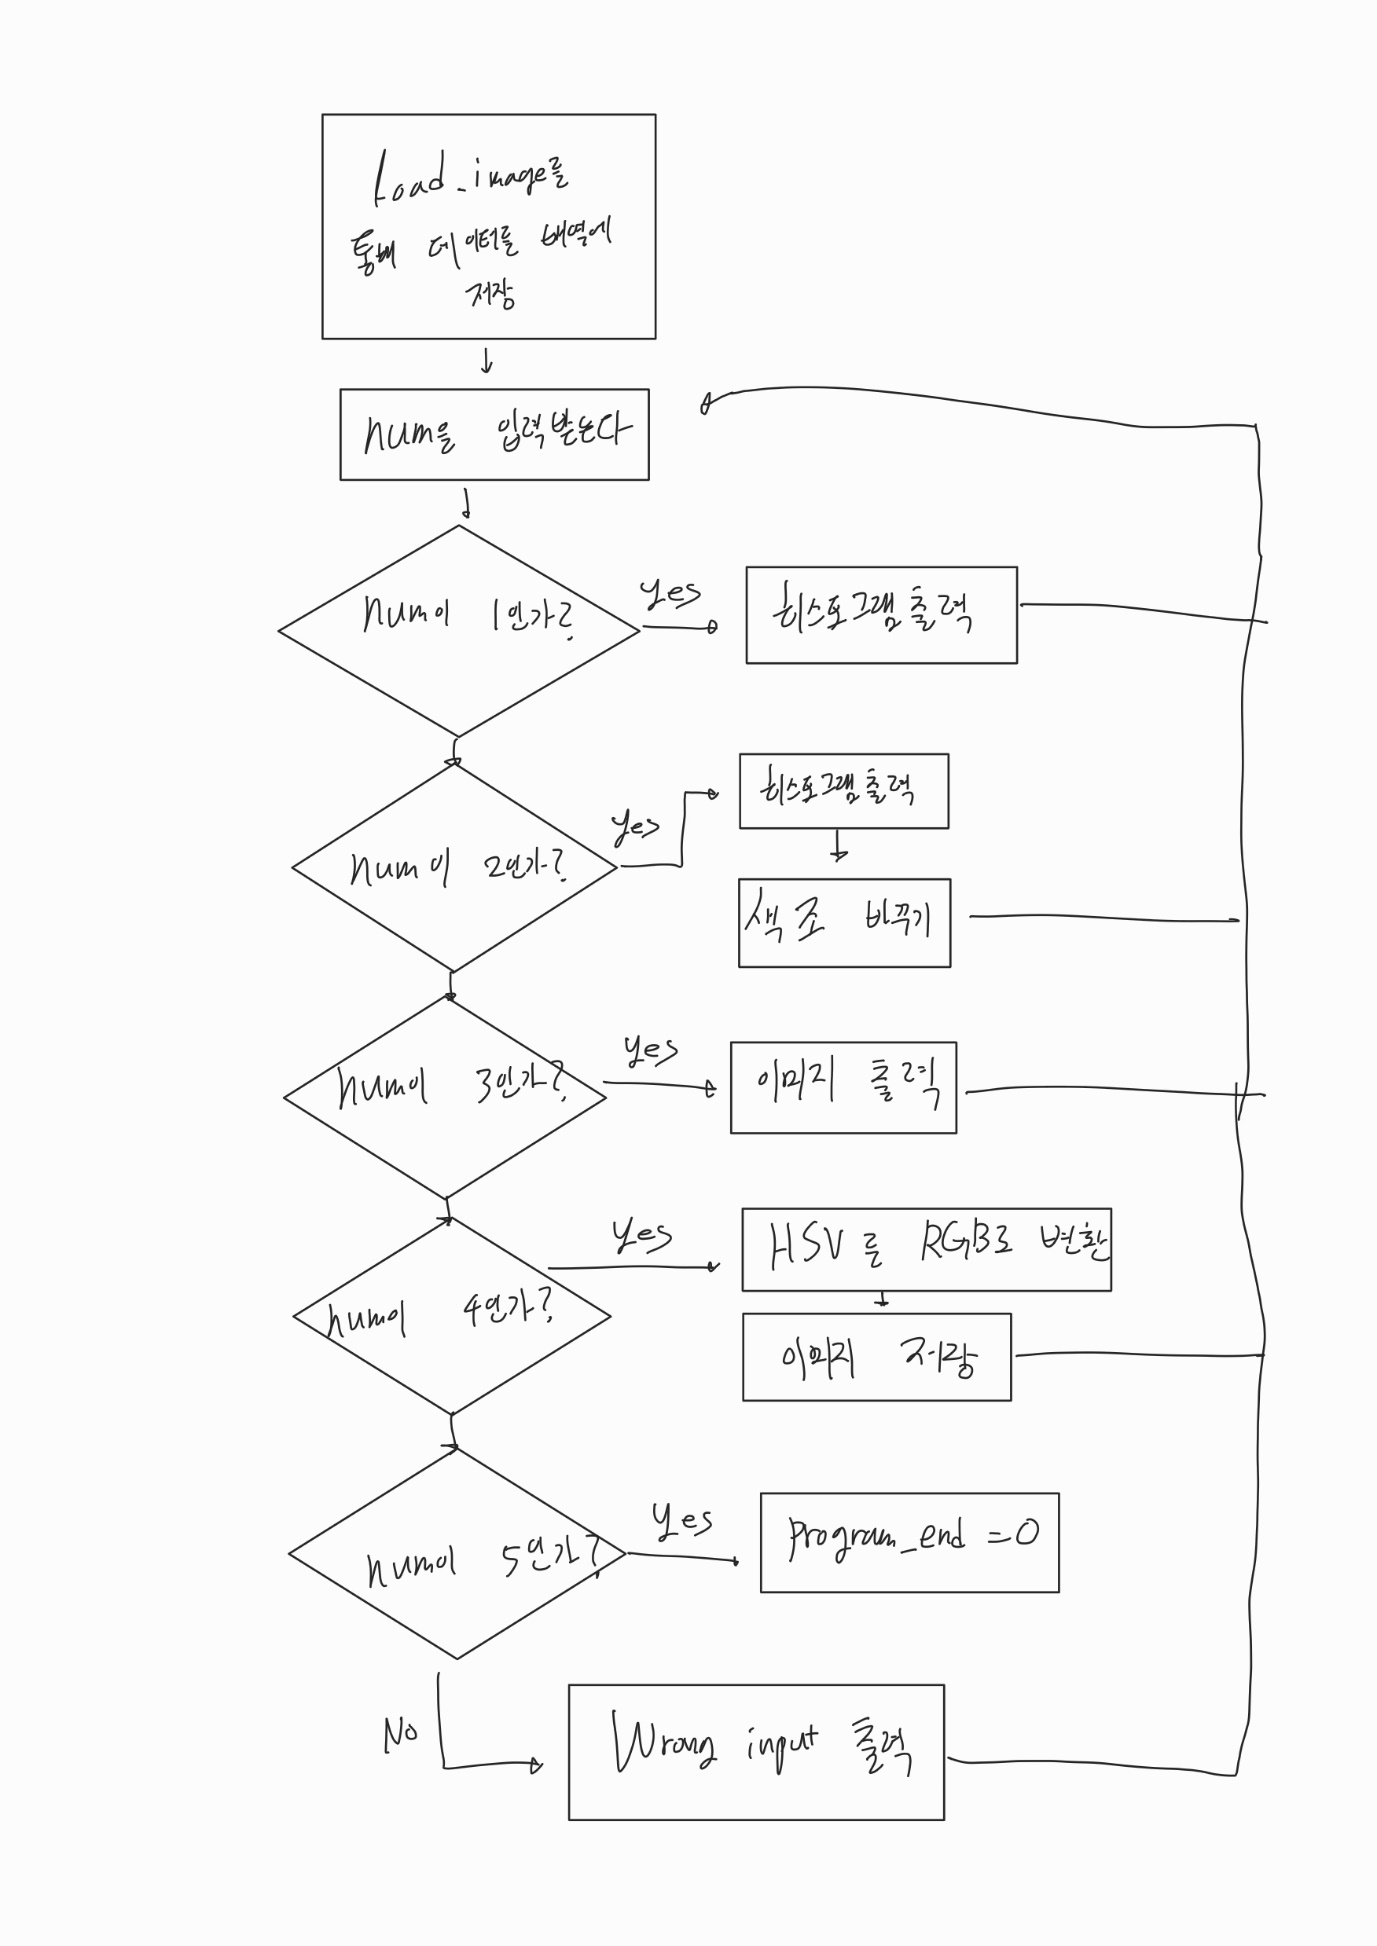 Load_image를
통해 데이터를 배열에
저장
num을 입력받는다
num이 1인가?
yes
히스토그램 출력
num이 2인가?
yes
히스토그램 출력
색조 바꾸기
num이 3인가?
yes
이미지 출력
num이 4인가?
yes
HSV를 RGB로 변환
이미지 저장
num이 5인가?
yes
Program_end =0
No
Wrong input 출력